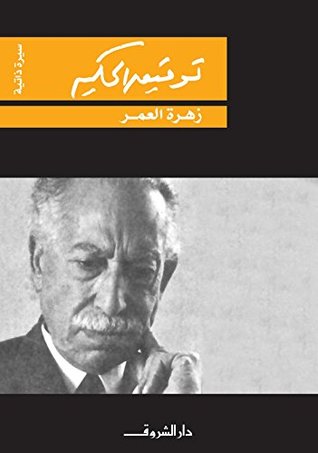 سيرة ذاتية
توفيق الحكيم
زهرة العمر
دار الشروق